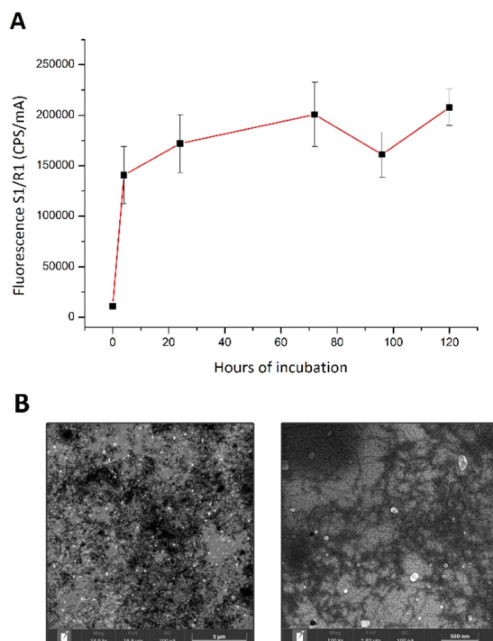 A
250000
200000
150000
100000
50000
0
Fluorescence S1/R1 (CPS/mA)
0 20 40 60 80 100 120
Hours of incubation
B
5 µm
500 nm